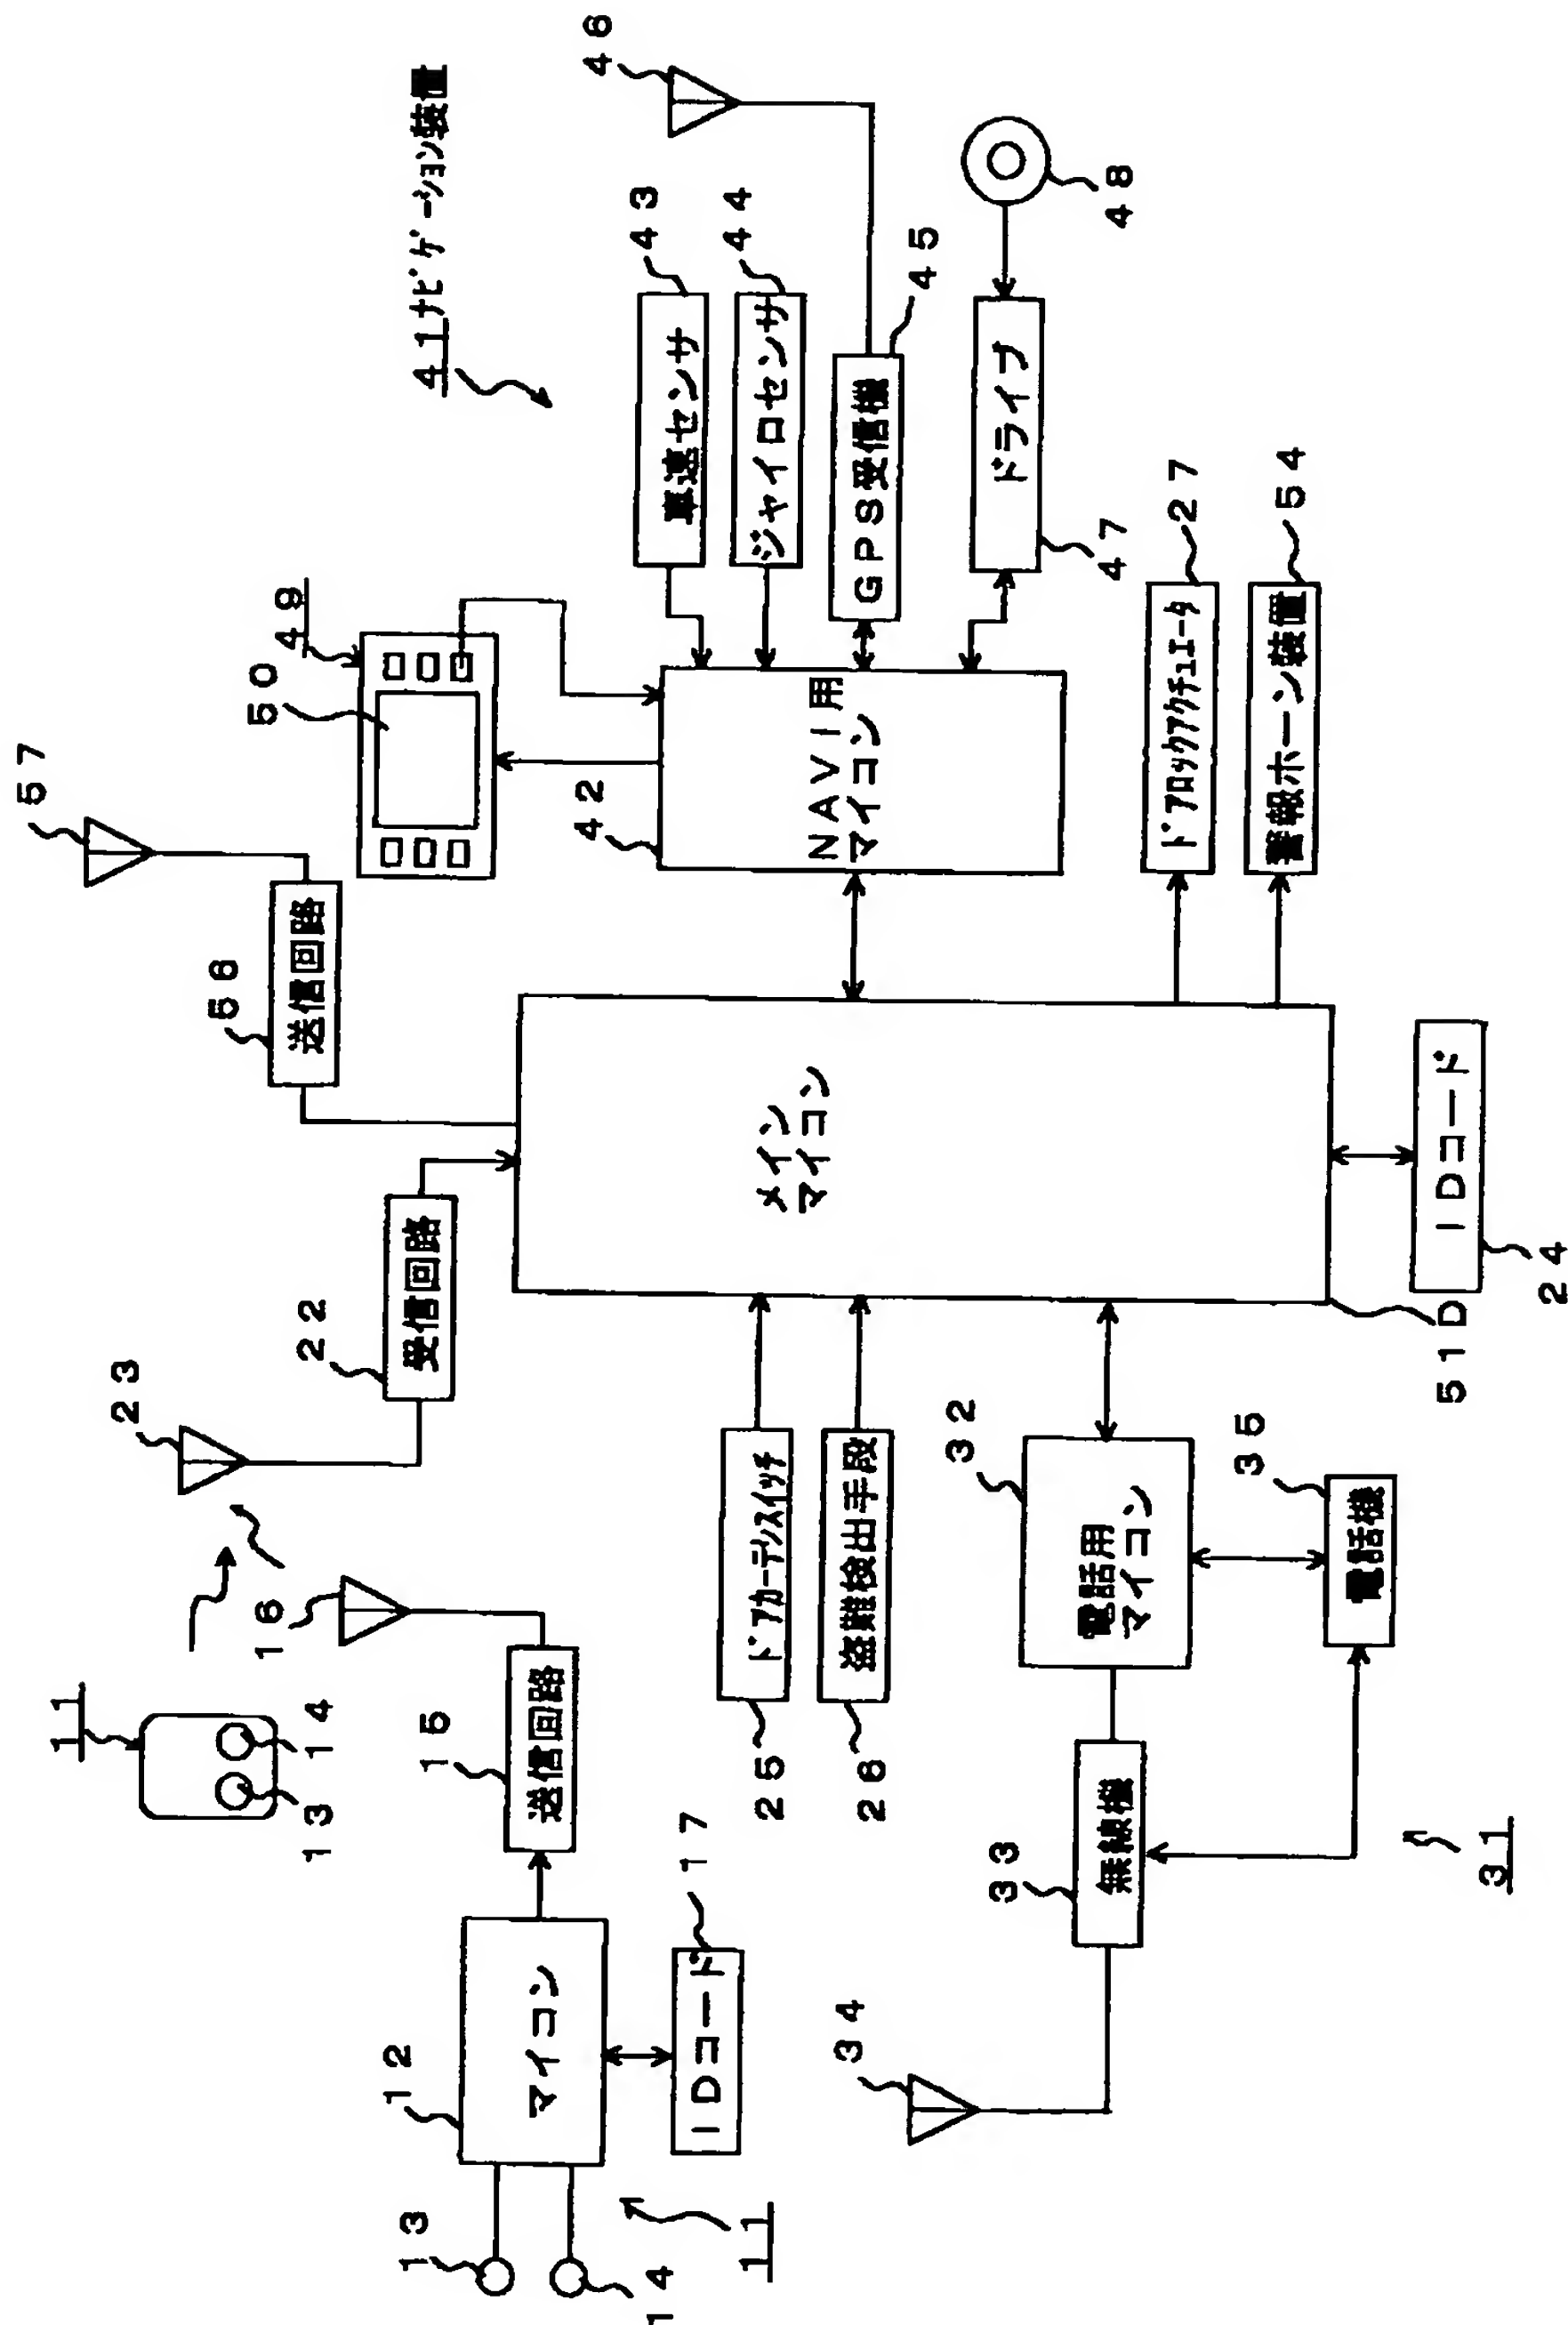 57
11
23
56
50
49
16
13
14
22
送信回路
12
13
受信回路
15
41ナビゲーション装置
マイコン
送信回路
42
46
14
43
17
車速センサ
IDコード
11
44
25
ドアカーテシスイッチ
メイン
マイコン
ジャイロセンサ
NAVI用
マイコン
34
26
盗難検出手段
GPS受信機
45
33
32
ドライブ
無線機
電話用
マイコン
47
48
35
電話機
ドアロックアクチュエータ
27
警報ホーン装置
54
51D
IDコード
31
24